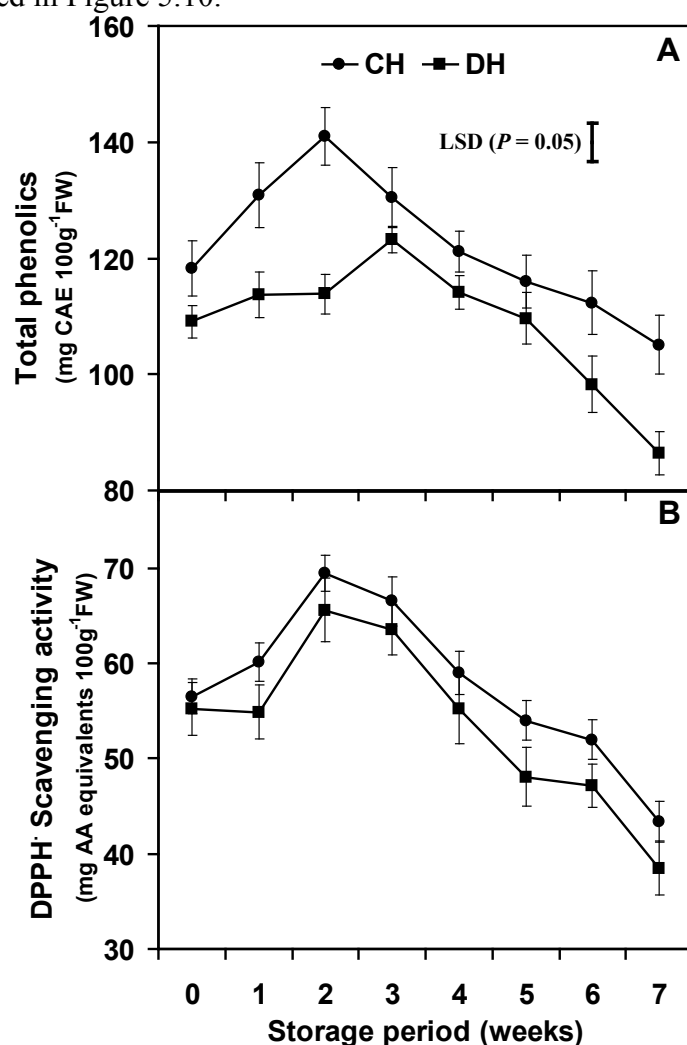 ed in Figure 5.10.
160
A
CH DH
140
LSD (P = 0.05)
120
100
80
Total phenolics
(mg CAE 100g⁻¹FW)
B
70
60
50
40
30
DPPH· Scavenging activity
(mg AA equivalents 100g⁻¹FW)
0 1 2 3 4 5 6 7
Storage period (weeks)